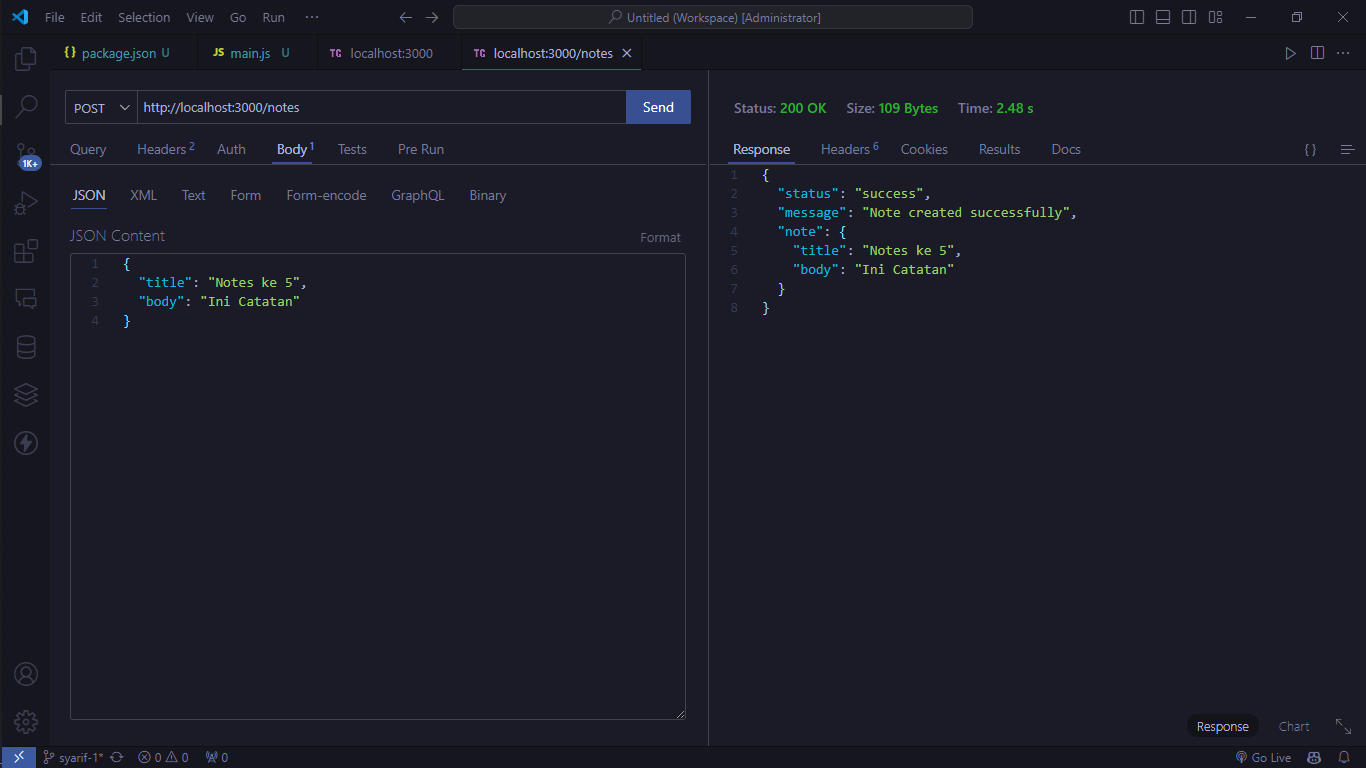 File Edit Selection View Go Run ··· Untitled (Workspace) [Administrator]
{} package.json U JS main.js U TC localhost:3000 TC localhost:3000/notes
1K+
POST http://localhost:3000/notes Send
Query Headers 2 Auth Body 1 Tests Pre Run
JSON XML Text Form Form-encode GraphQL Binary
JSON Content Format
1 {
2 "title": "Notes ke 5",
3 "body": "Ini Catatan"
4 }
Status: 200 OK Size: 109 Bytes Time: 2.48 s
Response Headers 6 Cookies Results Docs { }
1 {
2 "status": "success",
3 "message": "Note created successfully",
4 "note": {
5 "title": "Notes ke 5",
6 "body": "Ini Catatan"
7 }
8 }
Response Chart
syarif-1* 0 0 0 Go Live